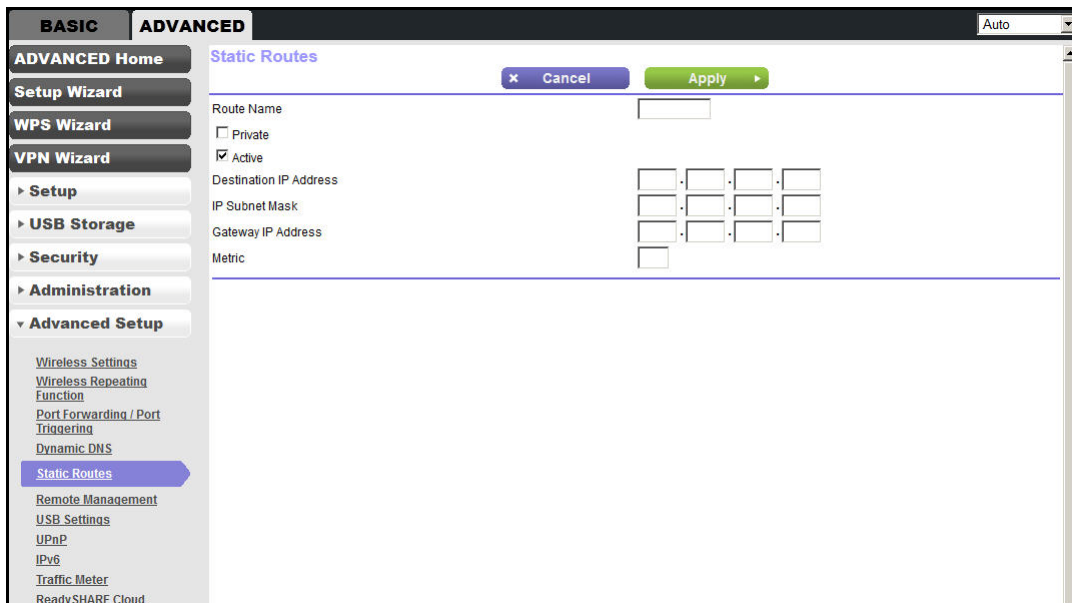 BASIC
ADVANCED
Auto
ADVANCED Home
Setup Wizard
WPS Wizard
VPN Wizard
Setup
USB Storage
Security
Administration
Advanced Setup
Wireless Settings
Wireless Repeating
Function
Port Forwarding / Port
Triggering
Dynamic DNS
Static Routes
Remote Management
USB Settings
UPnP
IPv6
Traffic Meter
ReadySHARE Cloud
Static Routes
Cancel
Apply
Route Name
Private
Active
Destination IP Address
. . .
IP Subnet Mask
. . .
Gateway IP Address
. . .
Metric